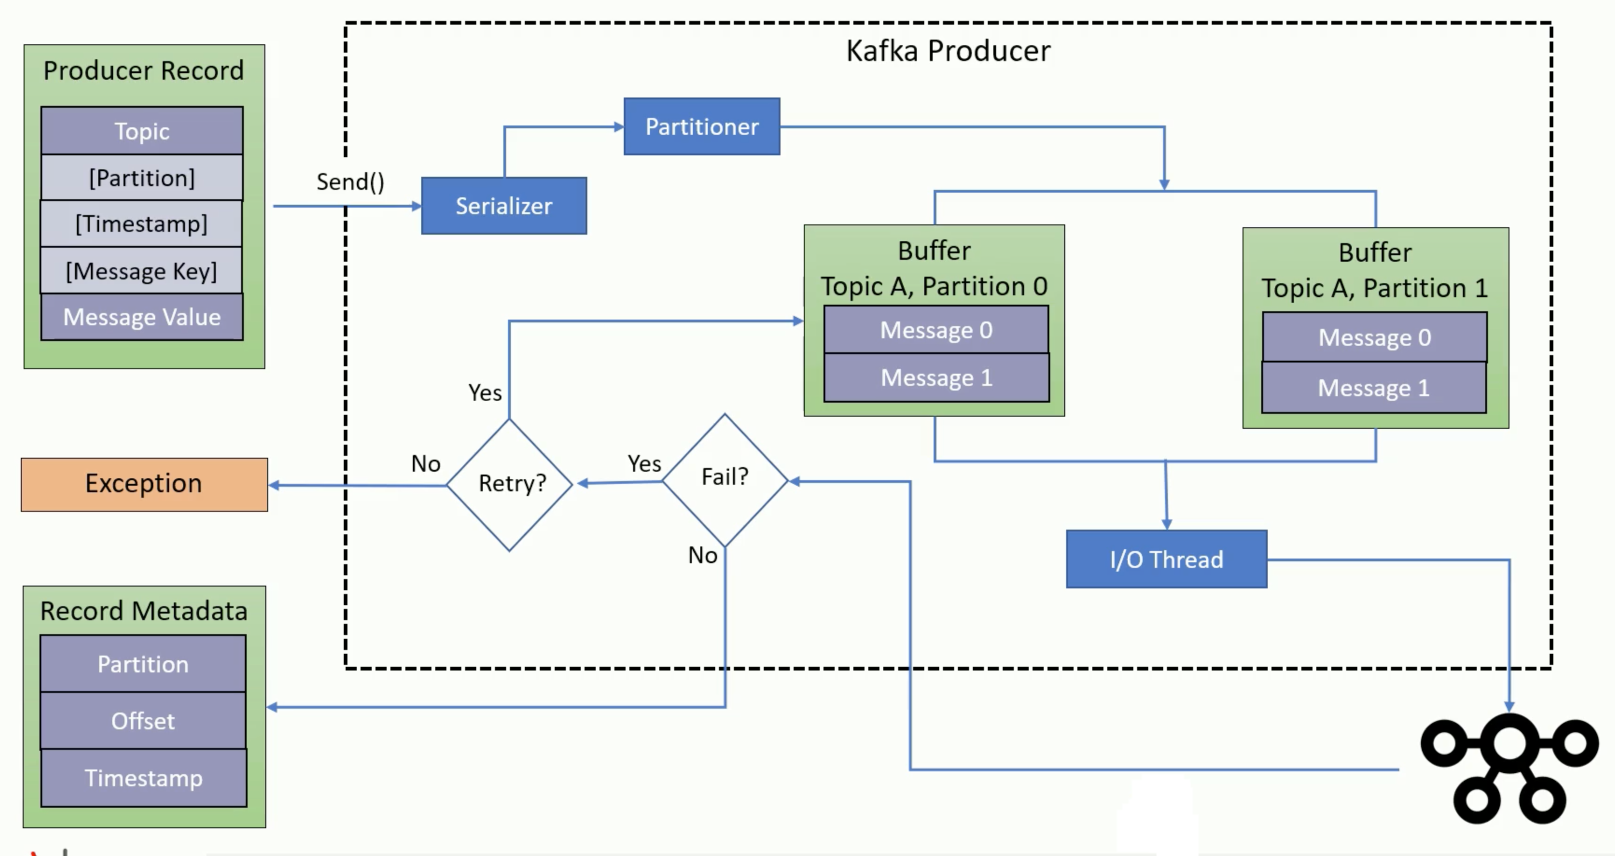 Kafka Producer
Producer Record
Topic
[Partition]
[Timestamp]
[Message Key]
Message Value
Send()
Serializer
Partitioner
Buffer
Topic A, Partition 0
Message 0
Message 1
Buffer
Topic A, Partition 1
Message 0
Message 1
I/O Thread
Fail?
Yes
No
Retry?
Yes
No
Exception
Record Metadata
Partition
Offset
Timestamp